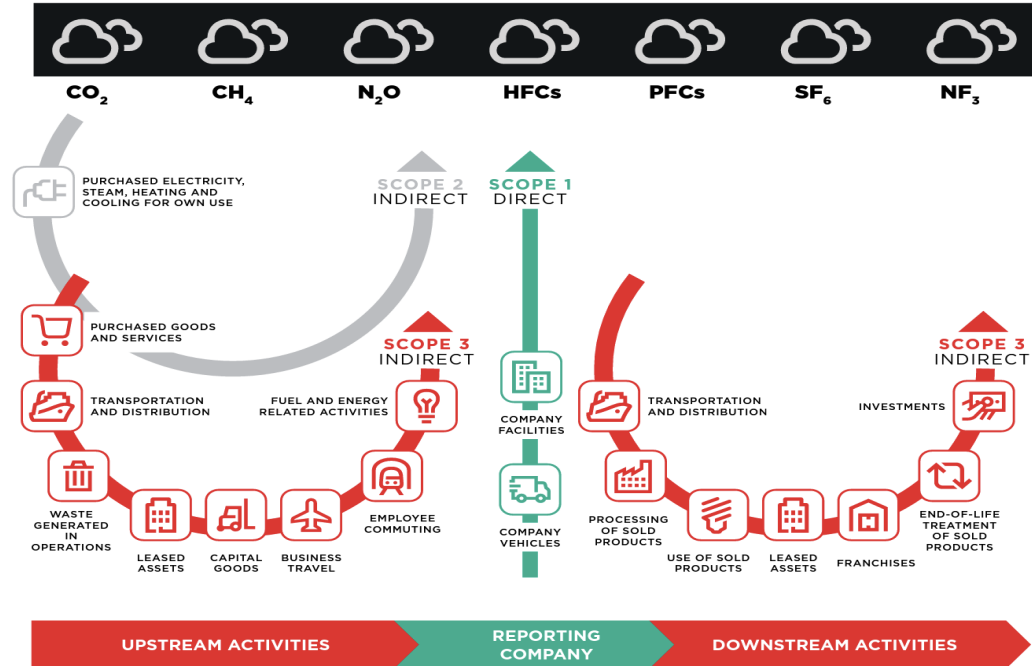 CO₂
CH₄
N₂O
HFCs
PFCs
SF₆
NF₃
PURCHASED ELECTRICITY,
STEAM, HEATING AND
COOLING FOR OWN USE
SCOPE 2
INDIRECT
SCOPE 1
DIRECT
PURCHASED GOODS
AND SERVICES
SCOPE 3
INDIRECT
SCOPE 3
INDIRECT
TRANSPORTATION
AND DISTRIBUTION
FUEL AND ENERGY
RELATED ACTIVITIES
COMPANY
FACILITIES
TRANSPORTATION
AND DISTRIBUTION
INVESTMENTS
WASTE
GENERATED
IN
OPERATIONS
LEASED
ASSETS
CAPITAL
GOODS
BUSINESS
TRAVEL
EMPLOYEE
COMMUTING
COMPANY
VEHICLES
PROCESSING
OF SOLD
PRODUCTS
USE OF SOLD
PRODUCTS
LEASED
ASSETS
FRANCHISES
END-OF-LIFE
TREATMENT
OF SOLD
PRODUCTS
UPSTREAM ACTIVITIES
REPORTING
COMPANY
DOWNSTREAM ACTIVITIES